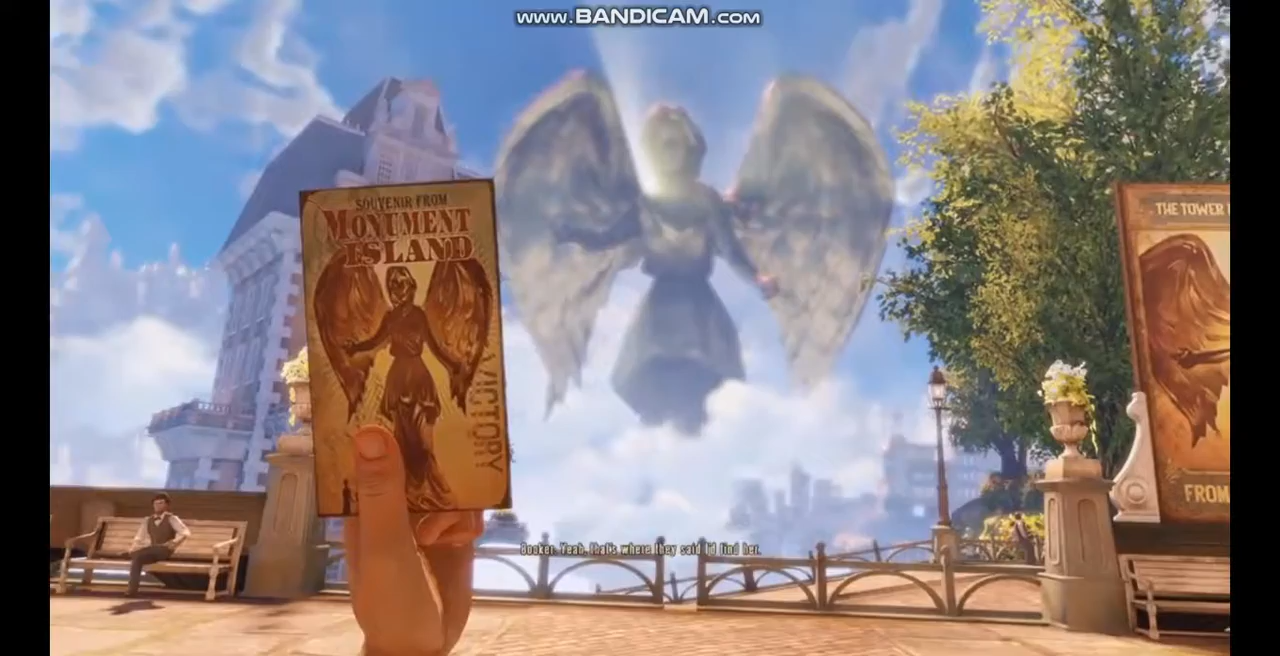 www.BANDICAM.com
SOUVENIR FROM
MONUMENT
ISLAND
VICTORY
THE TOWER
FROM
Booker: Yeah, that's where they said I'd find her.